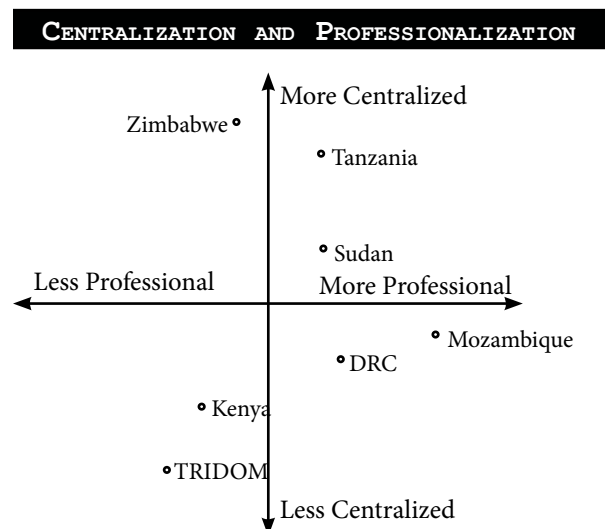 CENTRALIZATION AND PROFESSIONALIZATION
More Centralized
Zimbabwe
Tanzania
Sudan
Less Professional
More Professional
Mozambique
DRC
Kenya
TRIDOM
Less Centralized